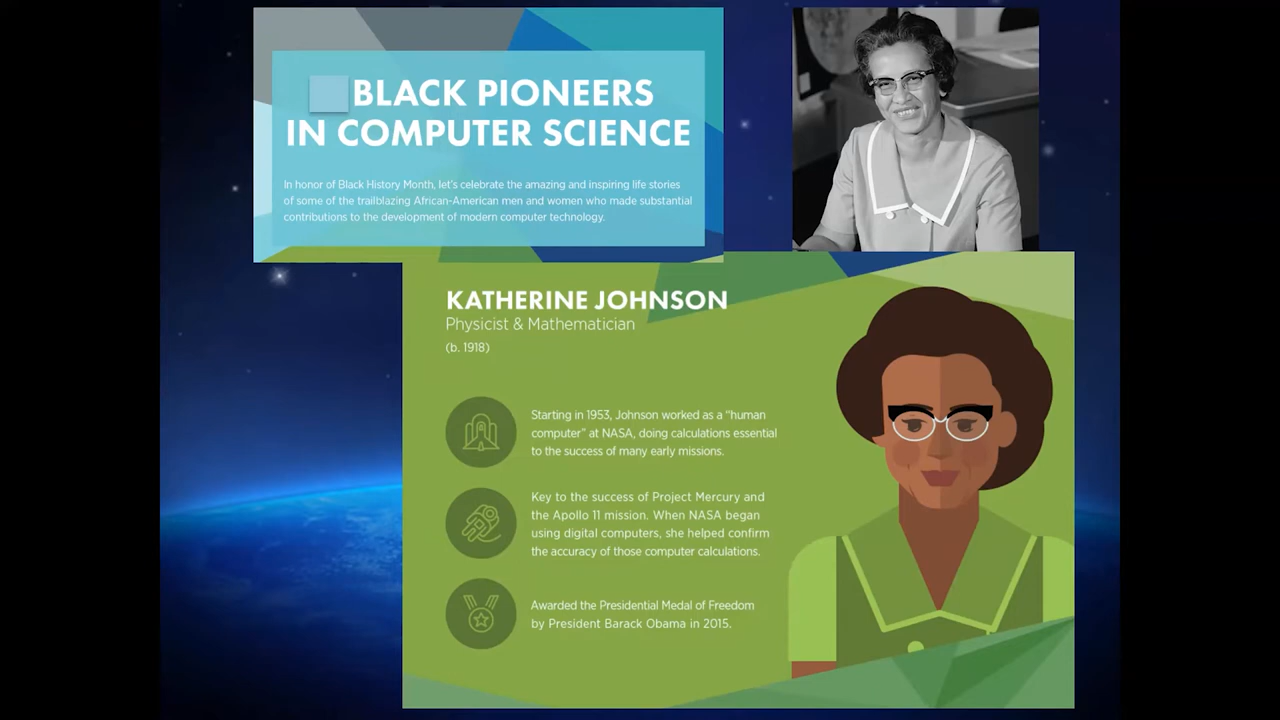 BLACK PIONEERS
IN COMPUTER SCIENCE
In honor of Black History Month, let's celebrate the amazing and inspiring life stories
of some of the trailblazing African-American men and women who made substantial
contributions to the development of modern computer technology.
KATHERINE JOHNSON
Physicist & Mathematician
(b. 1918)
Starting in 1953, Johnson worked as a "human
computer" at NASA, doing calculations essential
to the success of many early missions.
Key to the success of Project Mercury and
the Apollo 11 mission. When NASA began
using digital computers, she helped confirm
the accuracy of those computer calculations.
Awarded the Presidential Medal of Freedom
by President Barack Obama in 2015.